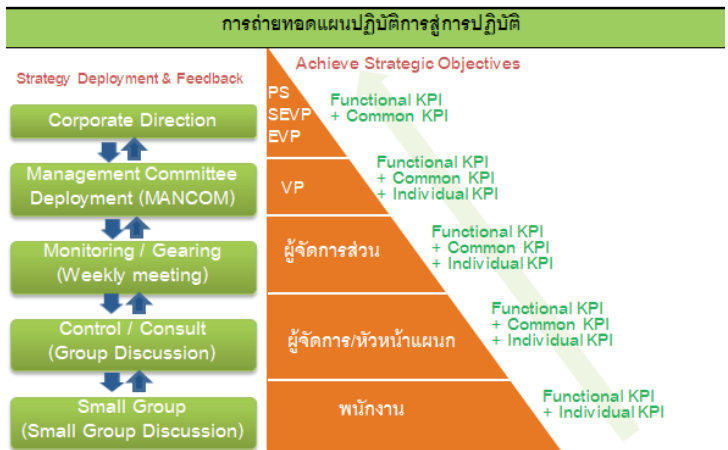 การถ่ายทอดแผนปฏิบัติการสู่การปฏิบัติ
Strategy Deployment & Feedback
Corporate Direction
Management Committee
Deployment (MANCOM)
Monitoring / Gearing
(Weekly meeting)
Control / Consult
(Group Discussion)
Small Group
(Small Group Discussion)
Achieve Strategic Objectives
PS
SEVP
EVP
Functional KPI
+ Common KPI
VP
Functional KPI
+ Common KPI
+ Individual KPI
ผู้จัดการส่วน
Functional KPI
+ Common KPI
+ Individual KPI
ผู้จัดการ/หัวหน้าแผนก
Functional KPI
+ Common KPI
+ Individual KPI
พนักงาน
Functional KPI
+ Individual KPI